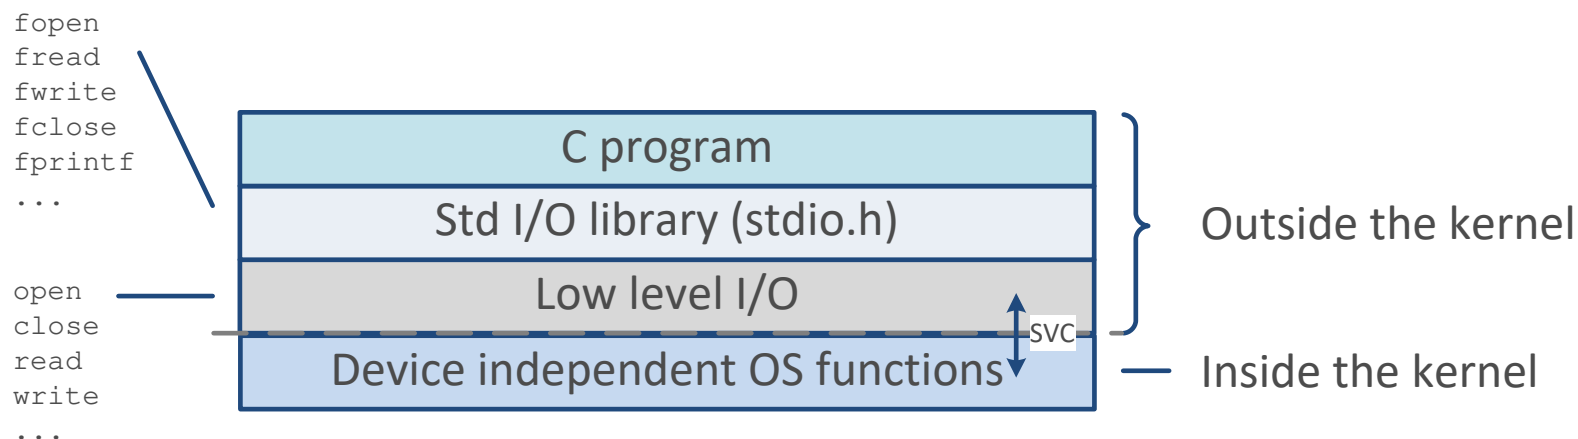 fopen
fread
fwrite
fclose
fprintf
...
open
close
read
write
...
C program
Std I/O library (stdio.h)
Low level I/O
SVC
Device independent OS functions
Outside the kernel
Inside the kernel